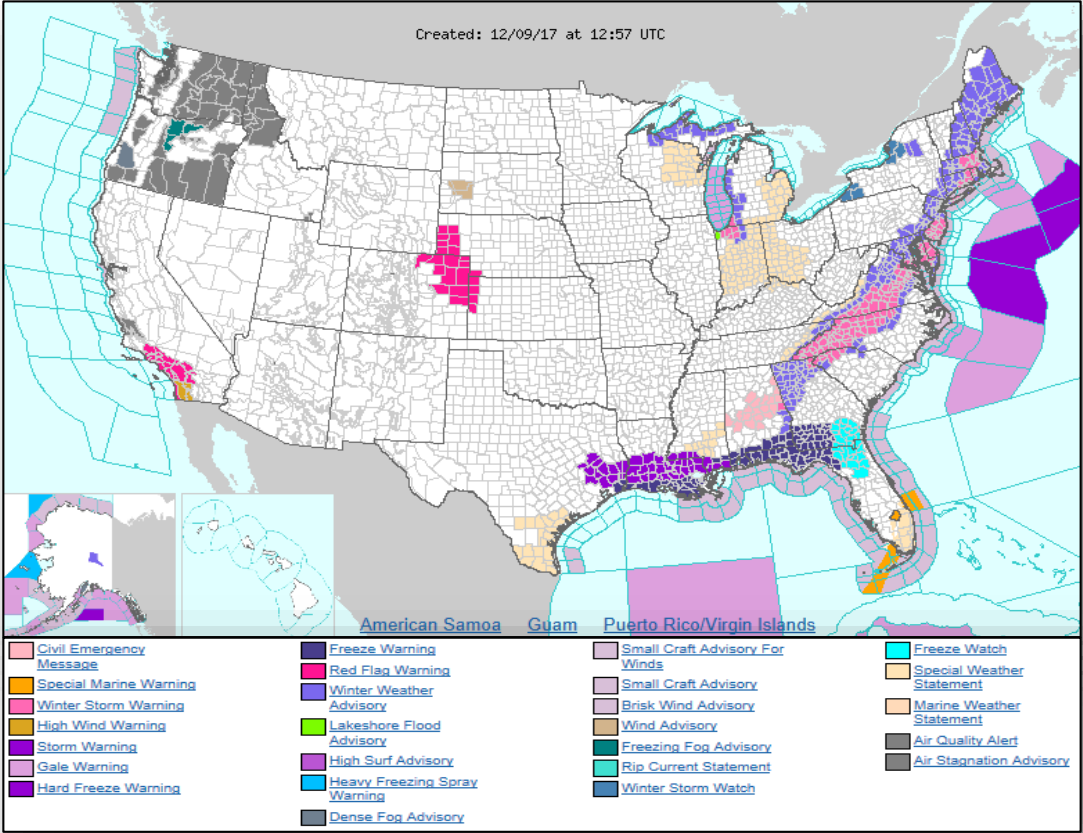 Created: 12/09/17 at 12:57 UTC
American Samoa Guam Puerto Rico/Virgin Islands
Civil Emergency
Message
Special Marine Warning
Winter Storm Warning
High Wind Warning
Storm Warning
Gale Warning
Hard Freeze Warning
Freeze Warning
Red Flag Warning
Winter Weather
Advisory
Lakeshore Flood
Advisory
High Surf Advisory
Heavy Freezing Spray
Warning
Dense Fog Advisory
Small Craft Advisory For
Winds
Small Craft Advisory
Brisk Wind Advisory
Wind Advisory
Freezing Fog Advisory
Rip Current Statement
Winter Storm Watch
Freeze Watch
Special Weather
Statement
Marine Weather
Statement
Air Quality Alert
Air Stagnation Advisory